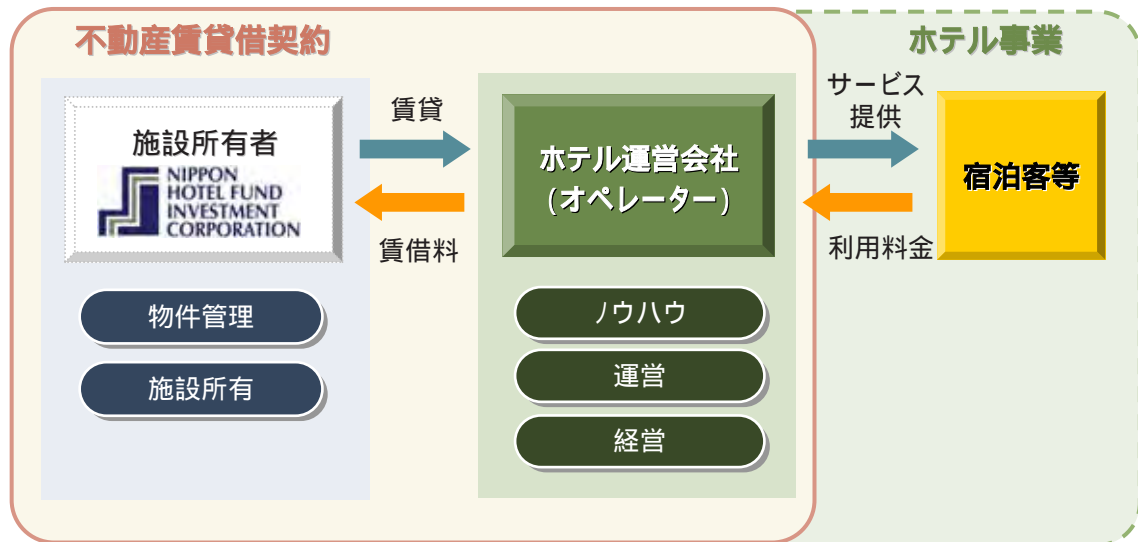 不動産賃貸借契約
ホテル事業
施設所有者
NIPPON
HOTEL FUND
INVESTMENT
CORPORATION
賃貸
賃借料
ホテル運営会社
(オペレーター)
サービス
提供
利用料金
宿泊客等
物件管理
施設所有
ノウハウ
運営
経営